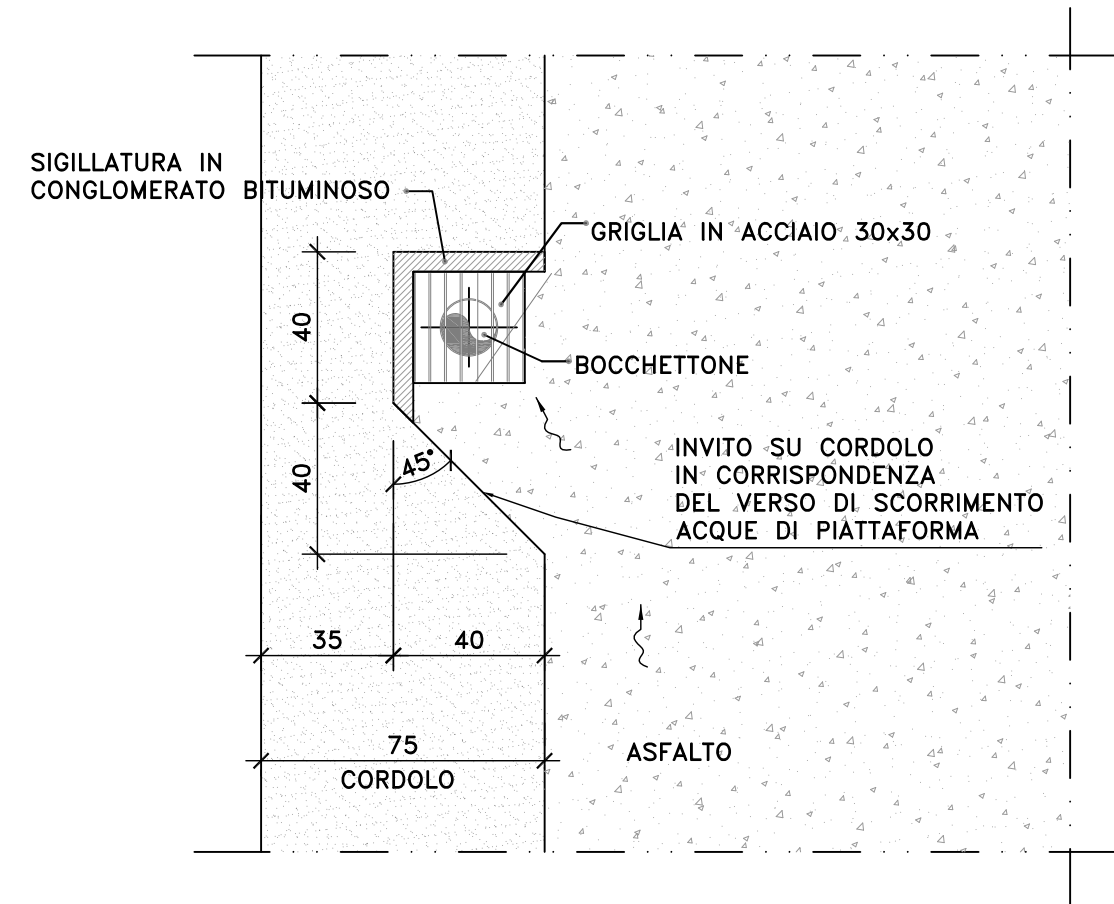 SIGILLATURA IN
CONGLOMERATO BITUMINOSO
GRIGLIA IN ACCIAIO 30x30
40
BOCCHETTONE
INVITO SU CORDOLO
IN CORRISPONDENZA
DEL VERSO DI SCORRIMENTO
ACQUE DI PIATTAFORMA
45°
40
35
40
75
CORDOLO
ASFALTO